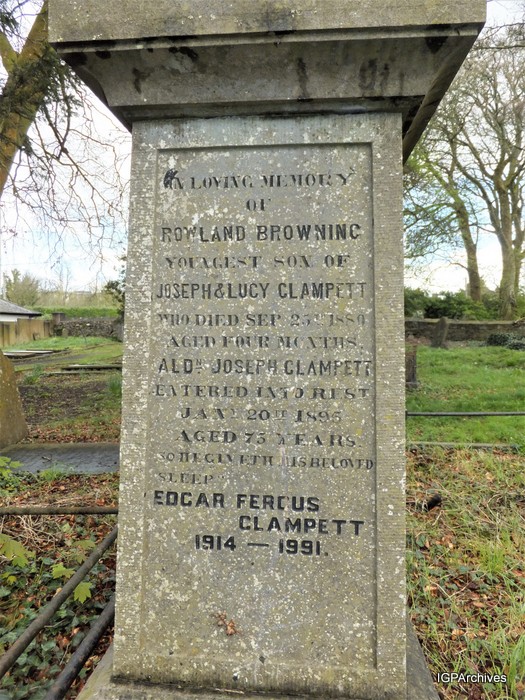 IN LOVING MEMORY
OF
ROWLAND BROWNING
YOUNGEST SON OF
JOSEPH & LUCY CLAMPETT
WHO DIED SEP. 25TH 1880
AGED FOUR MONTHS.
ALDN JOSEPH CLAMPETT
ENTERED INTO REST
JANY 20TH 1895
AGED 75 YEARS.
"SO HE GIVETH HIS BELOVED
SLEEP"
EDGAR FERGUS
CLAMPETT
1914 — 1991.
IGPArchives